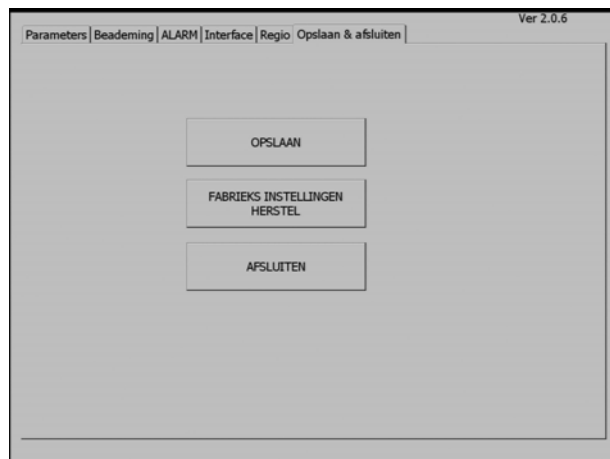 Ver 2.0.6
Parameters Beademing ALARM Interface Regio Opslaan & afsluiten
OPSLAAN
FABRIEKS INSTELLINGEN
HERSTEL
AFSLUITEN